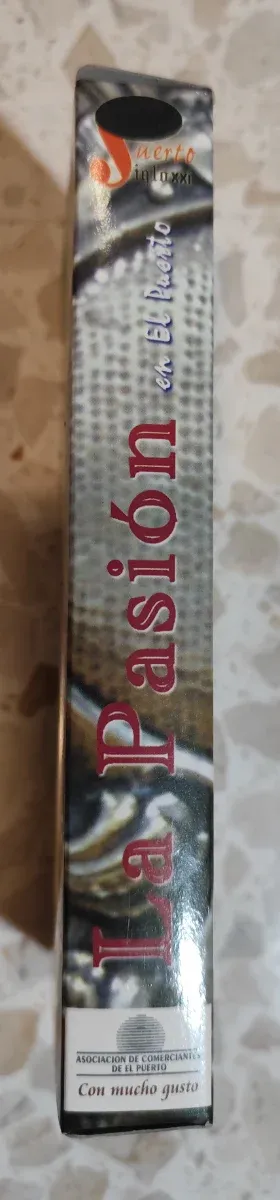 Puerto
Siglo XXI
La Pasión
en El Puerto
ASOCIACION DE COMERCIANTES
DE EL PUERTO
Con mucho gusto